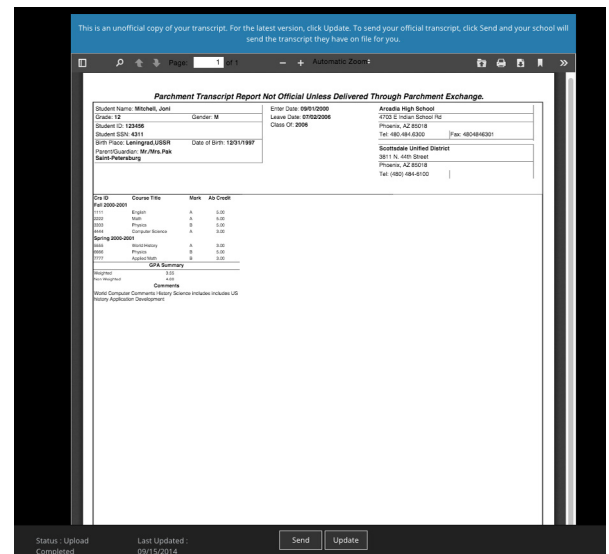 This is an unofficial copy of your transcript. For the latest version, click Update. To send your official transcript, click Send and your school will
send the transcript they have on file for you.
Page: 1 of 1 Automatic Zoom
Parchment Transcript Report Not Official Unless Delivered Through Parchment Exchange.
Student Name: Mitchell, Joni
Grade: 12 Gender: M
Student ID: 123456
Student SSN: 4311
Birth Place: Leningrad,USSR Date of Birth: 12/31/1997
Parent/Guardian: Mr./Mrs.Pak
Saint-Petersburg
Enter Date: 09/01/2000
Leave Date: 07/02/2006
Class Of: 2006
Arcadia High School
4703 E Indian School Rd
Phoenix, AZ 85018
Tel: 480.484.6300 Fax: 4804846301
Scottsdale Unified District
3811 N. 44th Street
Phoenix, AZ 85018
Tel: (480) 484-6100
Crs ID Course Title Mark Ab Credit
Fall 2000-2001
1111 English A 5.00
2222 Math A 5.00
3333 Physics B 5.00
4444 Computer Science A 3.00
Spring 2000-2001
5555 World History A 3.00
6666 Physics B 5.00
7777 Applied Math B 3.00
GPA Summary
Weighted
Non Weighted
Comments
World Computer Comments History Science includes includes US
history Application Development
Status : Upload
Completed
Last Updated :
09/15/2014
Send Update